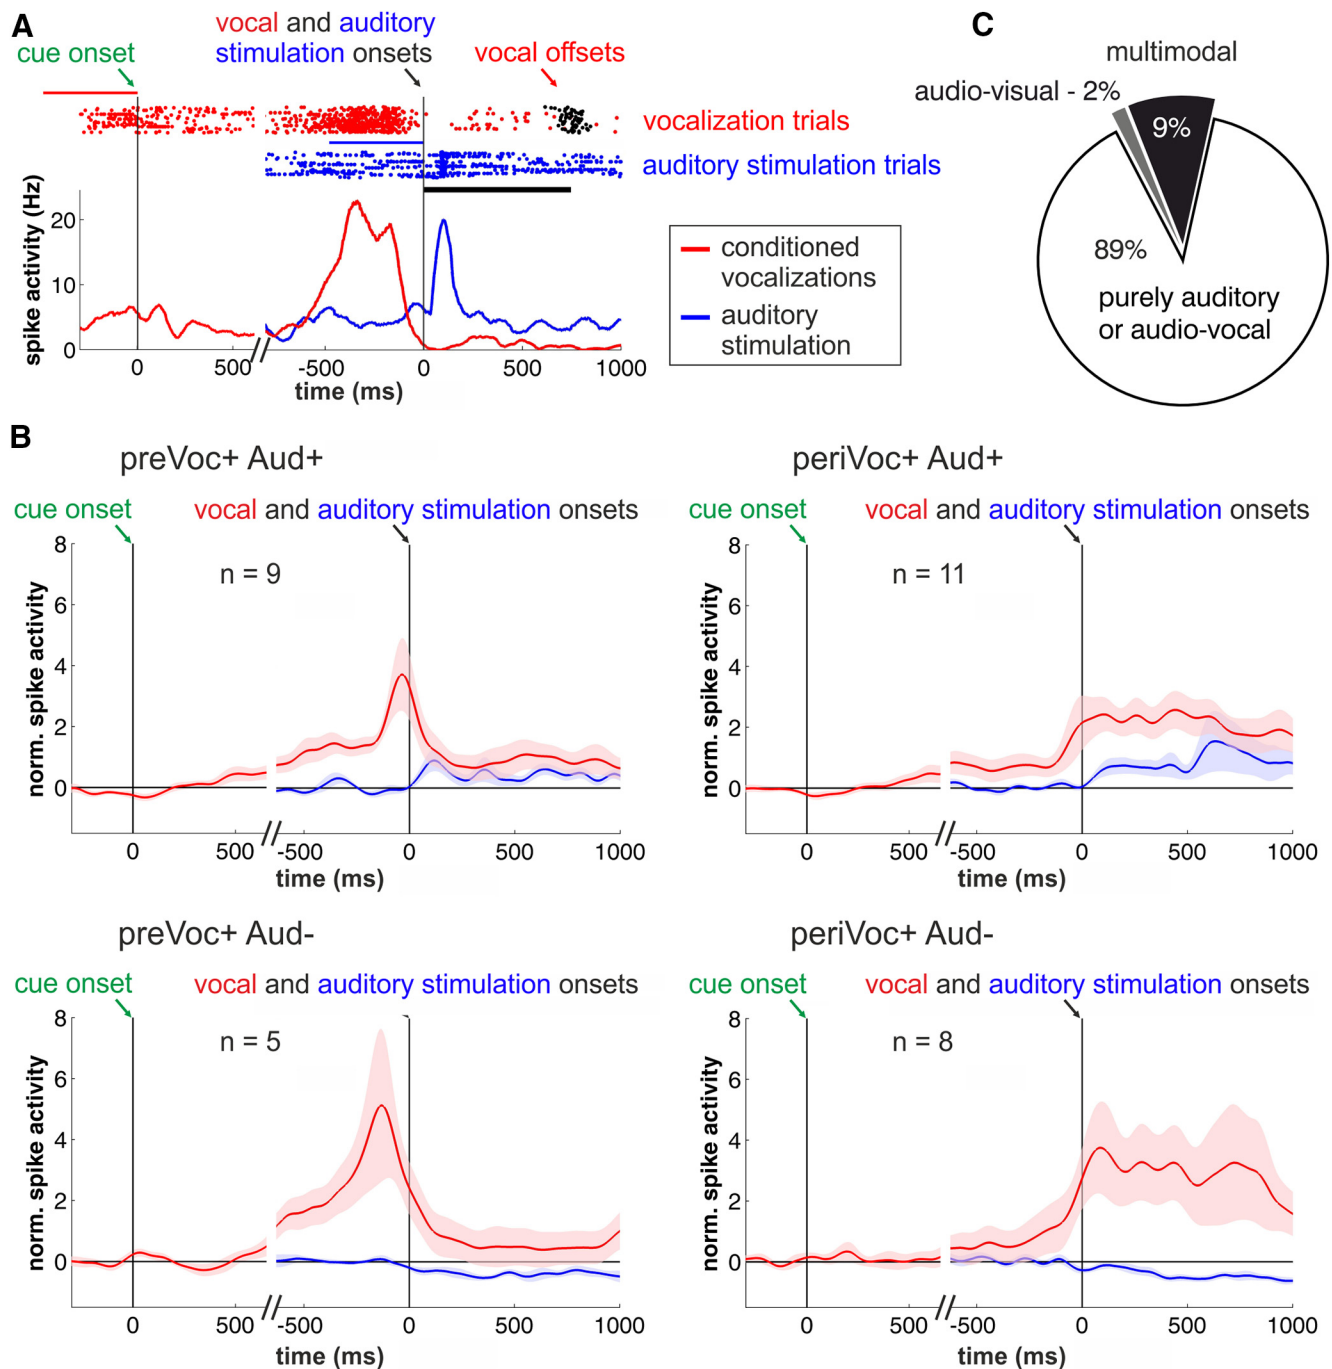 A
cue onset
vocal and auditory
stimulation onsets
vocal offsets
vocalization trials
auditory stimulation trials
spike activity (Hz)
20
10
0
0
500
-500
0
500
1000
time (ms)
conditioned
vocalizations
auditory
stimulation
C
multimodal
audio-visual - 2%
9%
89%
purely auditory
or audio-vocal
B
preVoc+ Aud+
cue onset
vocal and auditory stimulation onsets
n = 9
norm. spike activity
8
6
4
2
0
0
500
-500
0
500
1000
time (ms)
periVoc+ Aud+
cue onset
vocal and auditory stimulation onsets
n = 11
norm. spike activity
8
6
4
2
0
0
500
-500
0
500
1000
time (ms)
preVoc+ Aud-
cue onset
vocal and auditory stimulation onsets
n = 5
norm. spike activity
8
6
4
2
0
0
500
-500
0
500
1000
time (ms)
periVoc+ Aud-
cue onset
vocal and auditory stimulation onsets
n = 8
norm. spike activity
8
6
4
2
0
0
500
-500
0
500
1000
time (ms)